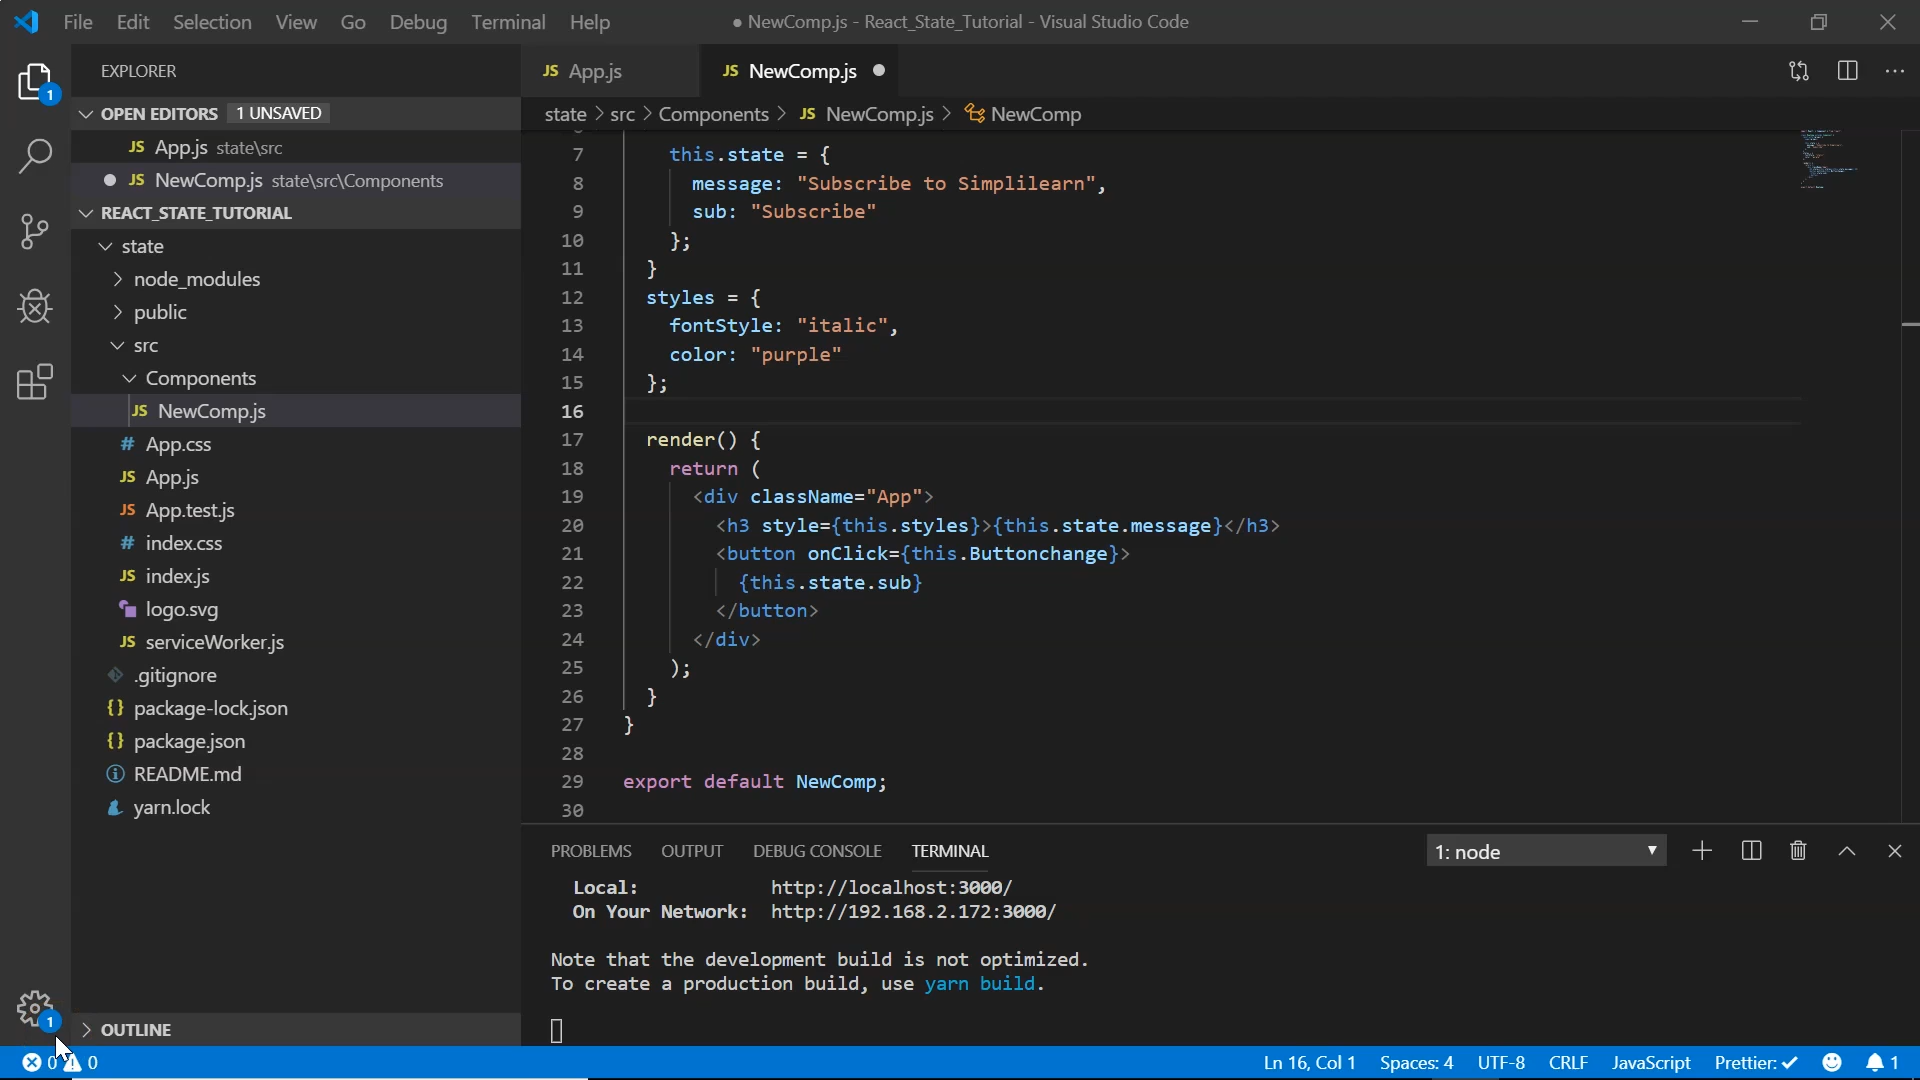 File Edit Selection View Go Debug Terminal Help
● NewComp.js - React_State_Tutorial - Visual Studio Code
EXPLORER
OPEN EDITORS 1 UNSAVED
JS App.js state\src
● JS NewComp.js state\src\Components
REACT_STATE_TUTORIAL
state
node_modules
public
src
Components
JS NewComp.js
# App.css
JS App.js
JS App.test.js
# index.css
JS index.js
logo.svg
JS serviceWorker.js
.gitignore
{} package-lock.json
{} package.json
README.md
yarn.lock
OUTLINE
1
1
JS App.js
JS NewComp.js ●
state > src > Components > JS NewComp.js > NewComp
7 this.state = {
8 message: "Subscribe to Simplilearn",
9 sub: "Subscribe"
10 };
11 }
12 styles = {
13 fontStyle: "italic",
14 color: "purple"
15 };
16
17 render() {
18 return (
19 <div className="App">
20 <h3 style={this.styles}>{this.state.message}</h3>
21 <button onClick={this.Buttonchange}>
22 {this.state.sub}
23 </button>
24 </div>
25 );
26 }
27 }
28
29 export default NewComp;
30
PROBLEMS OUTPUT DEBUG CONSOLE TERMINAL
1: node
Local: http://localhost:3000/
On Your Network: http://192.168.2.172:3000/
Note that the development build is not optimized.
To create a production build, use yarn build.
0 0
Ln 16, Col 1 Spaces: 4 UTF-8 CRLF JavaScript Prettier: ✓ 1